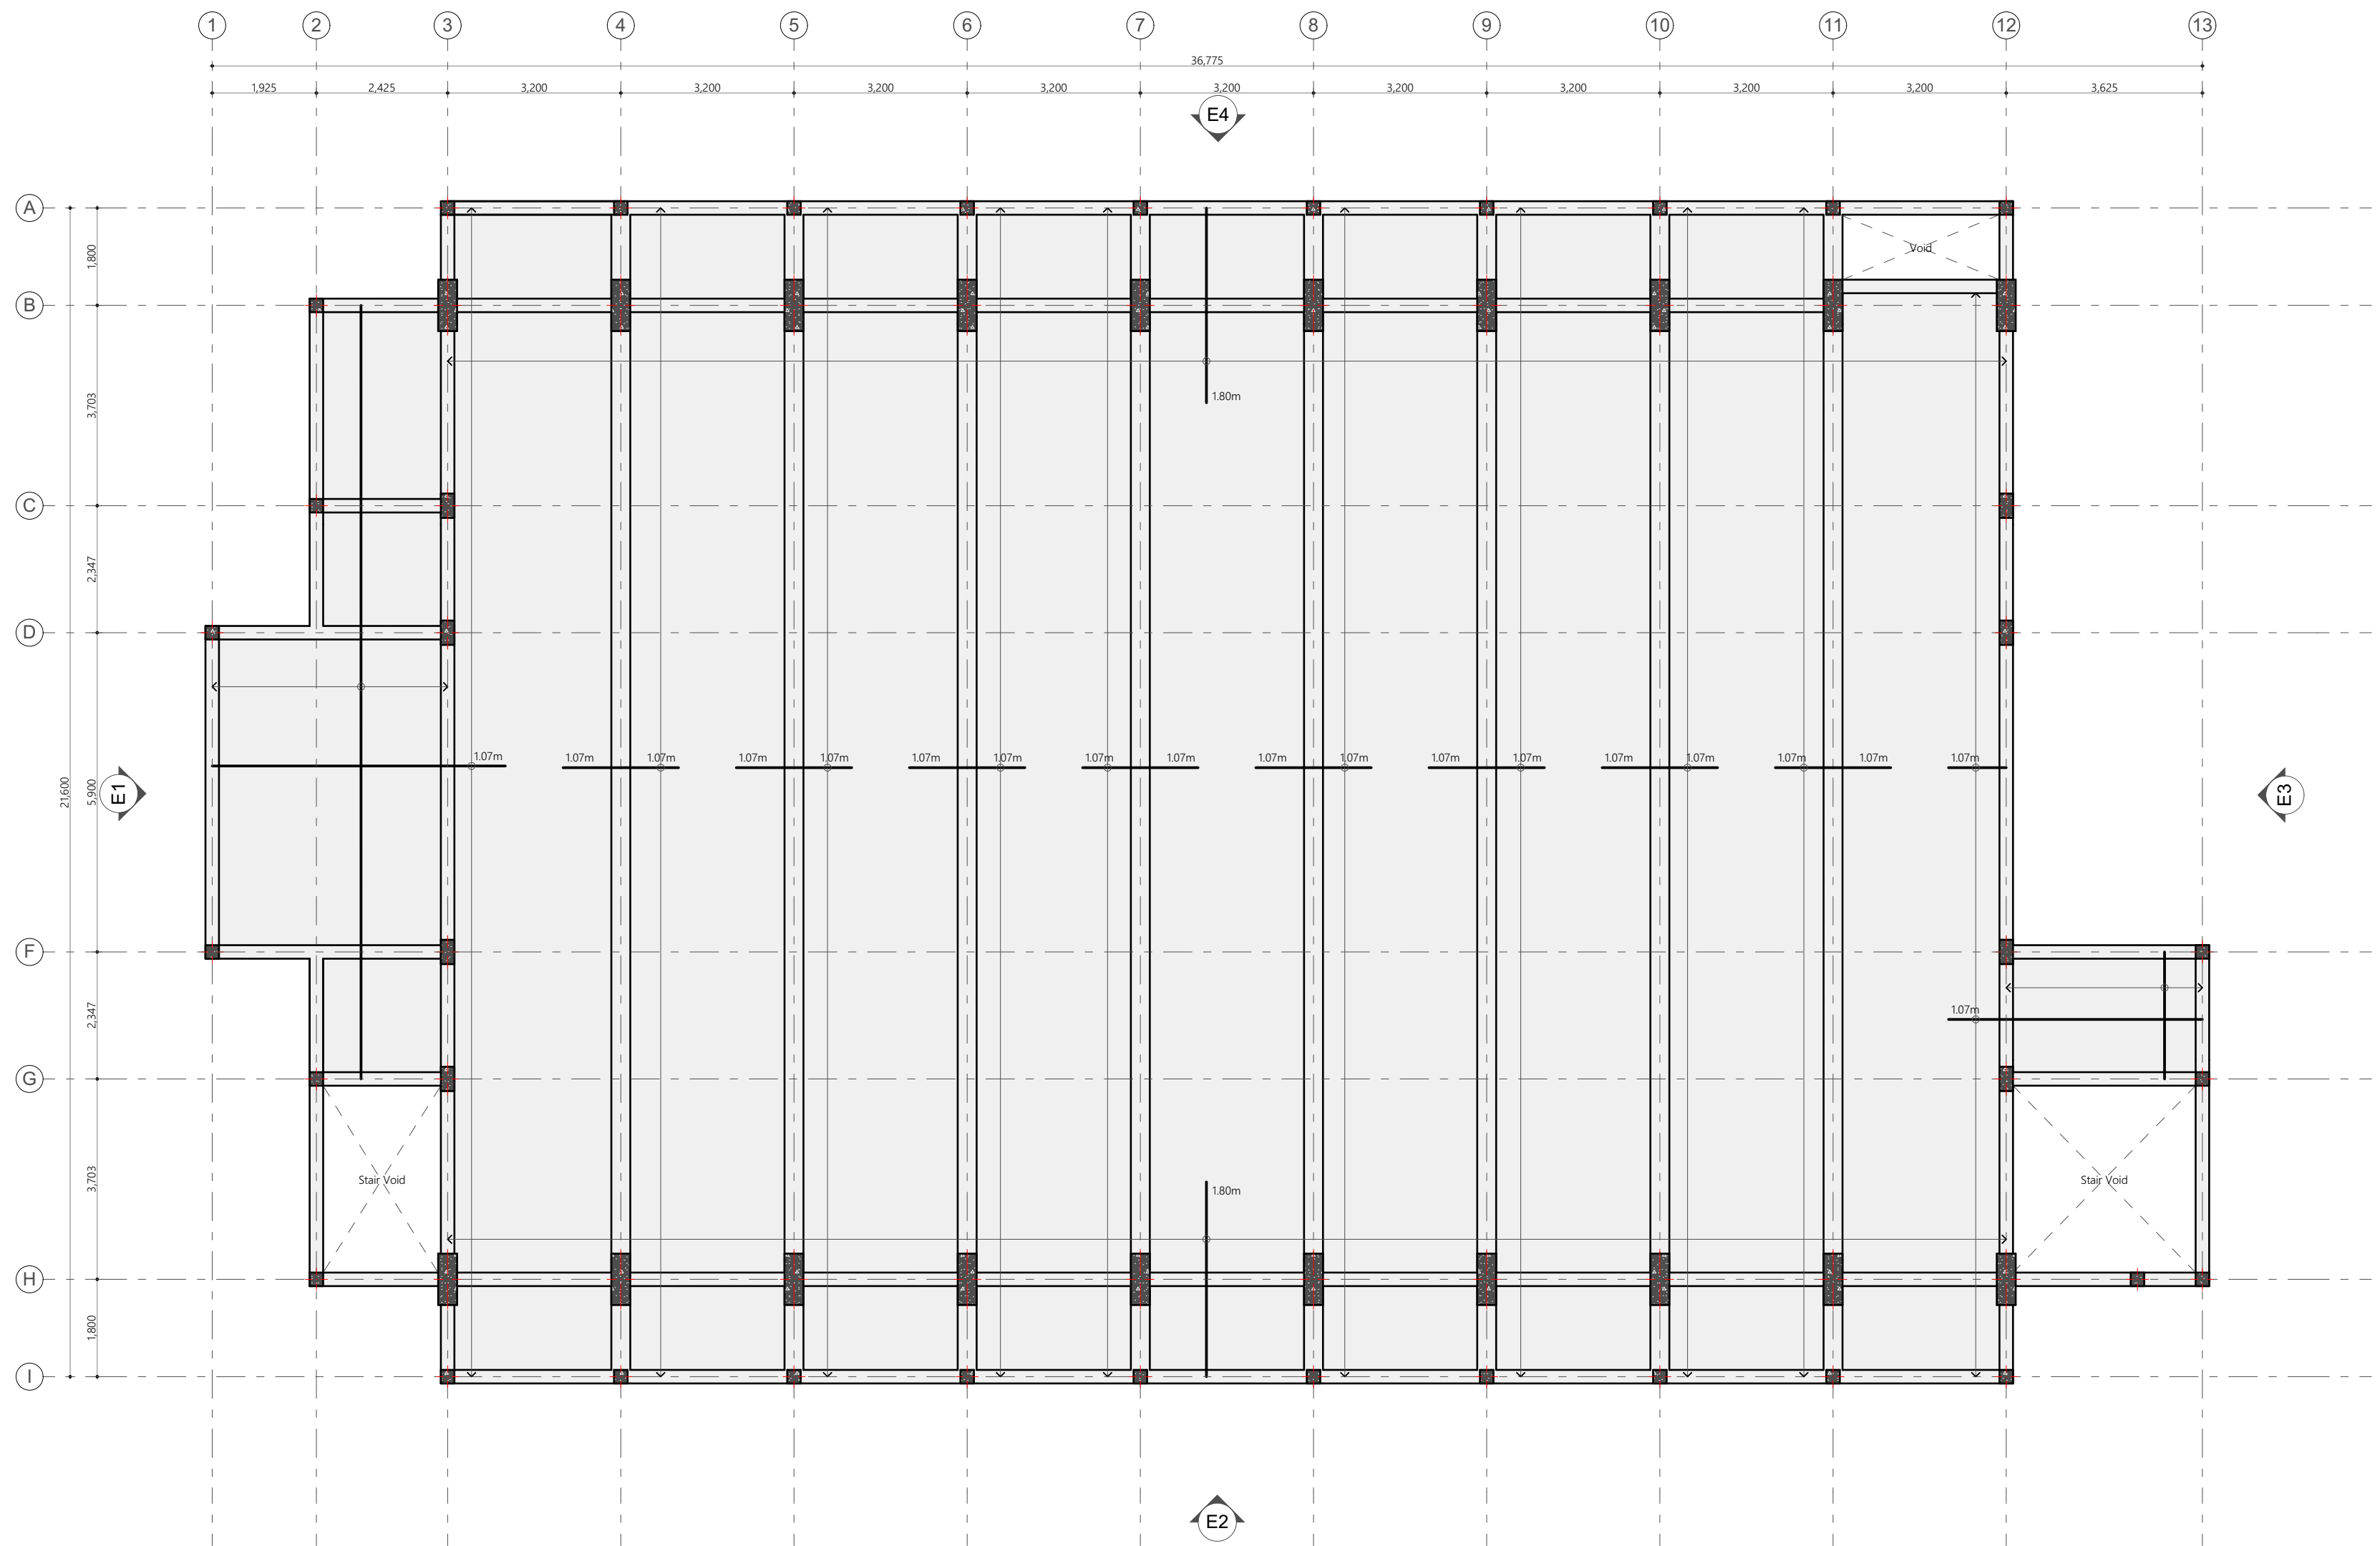 1 2 3 4 5 6 7 8 9 10 11 12 13
36,775
1,925 2,425 3,200 3,200 3,200 3,200 3,200 3,200 3,200 3,200 3,200 3,625
E4
A
1,800
Void
B
1.80m
3,703
C
2,347
D
1.07m 1.07m 1.07m 1.07m 1.07m 1.07m 1.07m 1.07m 1.07m 1.07m 1.07m 1.07m 1.07m 1.07m 1.07m 1.07m 1.07m 1.07m
21,600
5,900
E1
E3
F
1.07m
2,347
G
3,703
Stair Void
1.80m
Stair Void
H
1,800
I
E2